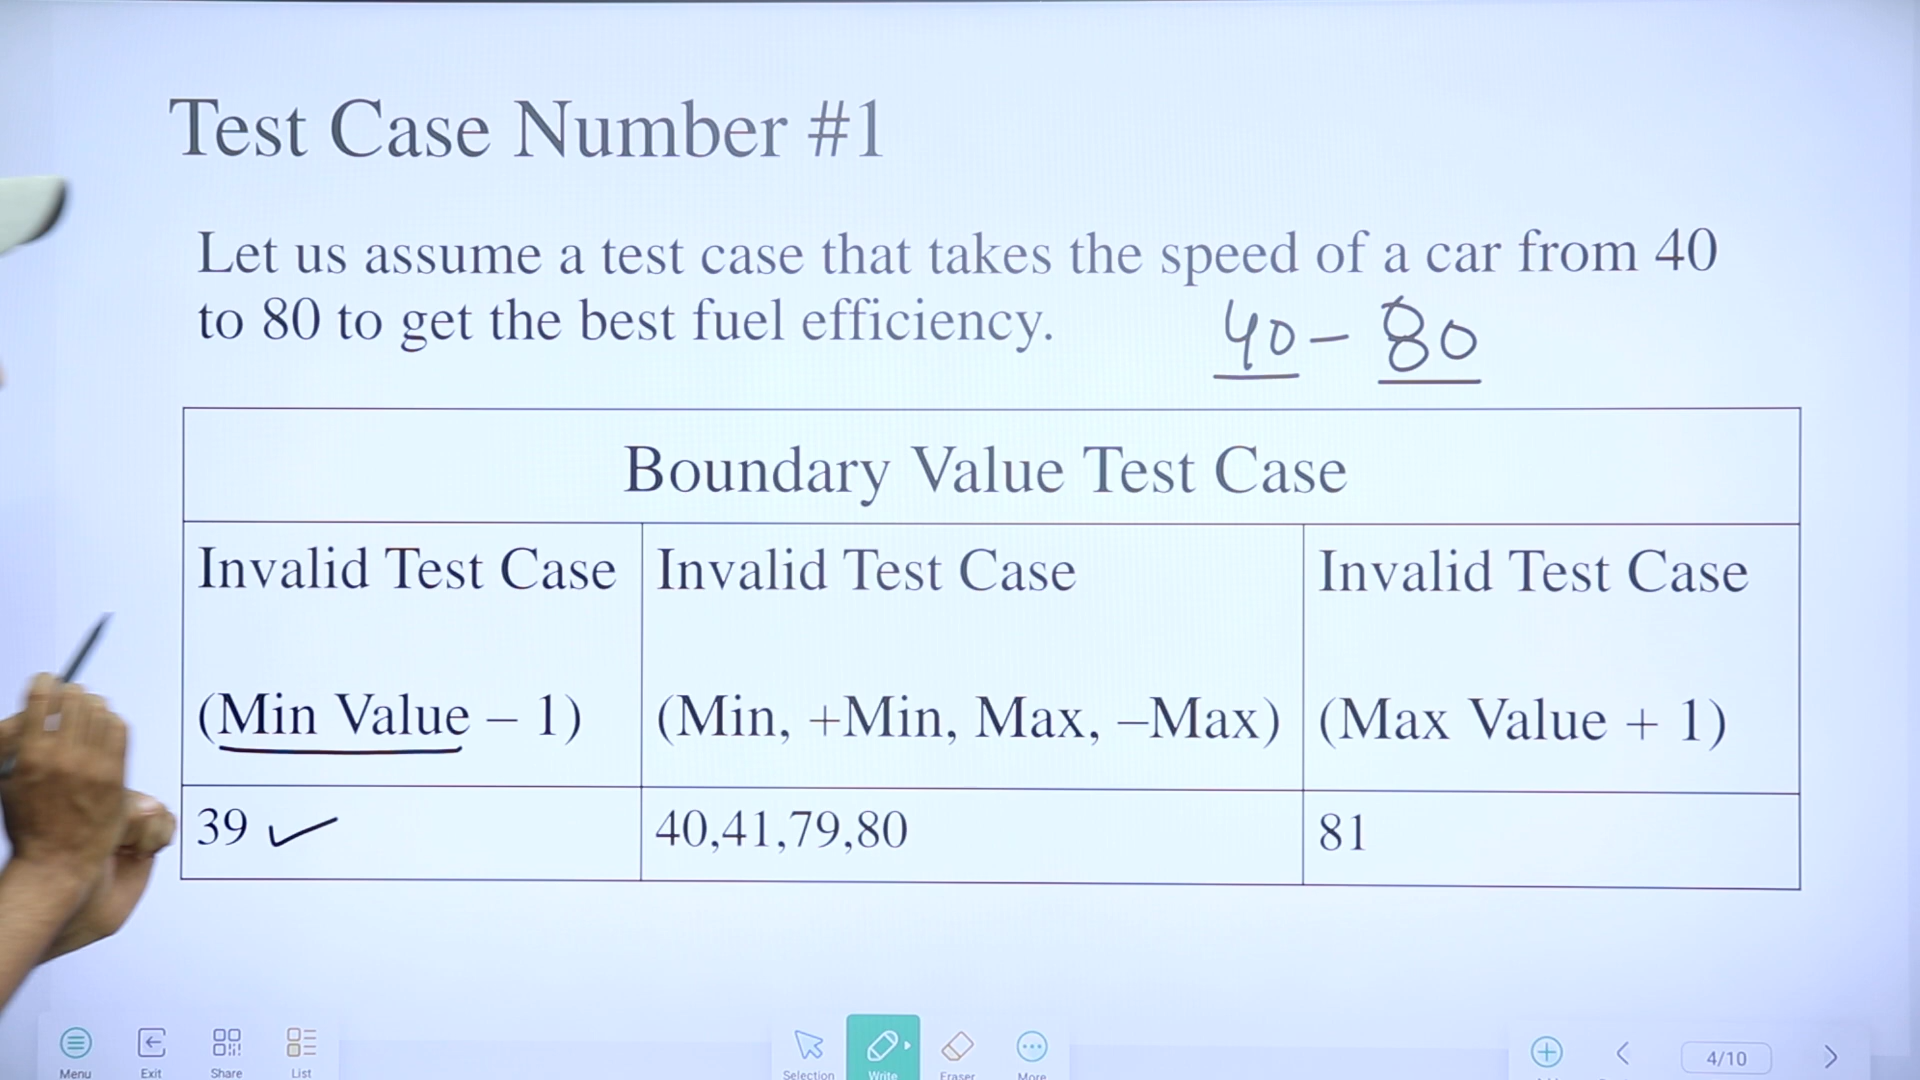 Test Case Number #1
Let us assume a test case that takes the speed of a car from 40
to 80 to get the best fuel efficiency.
40 – 80
Boundary Value Test Case
Invalid Test Case
(Min Value – 1)
Invalid Test Case
(Min, +Min, Max, –Max)
Invalid Test Case
(Max Value + 1)
39 ✓
40,41,79,80
81
Menu
Exit
Share
List
Selection
Write
Eraser
More
4/10